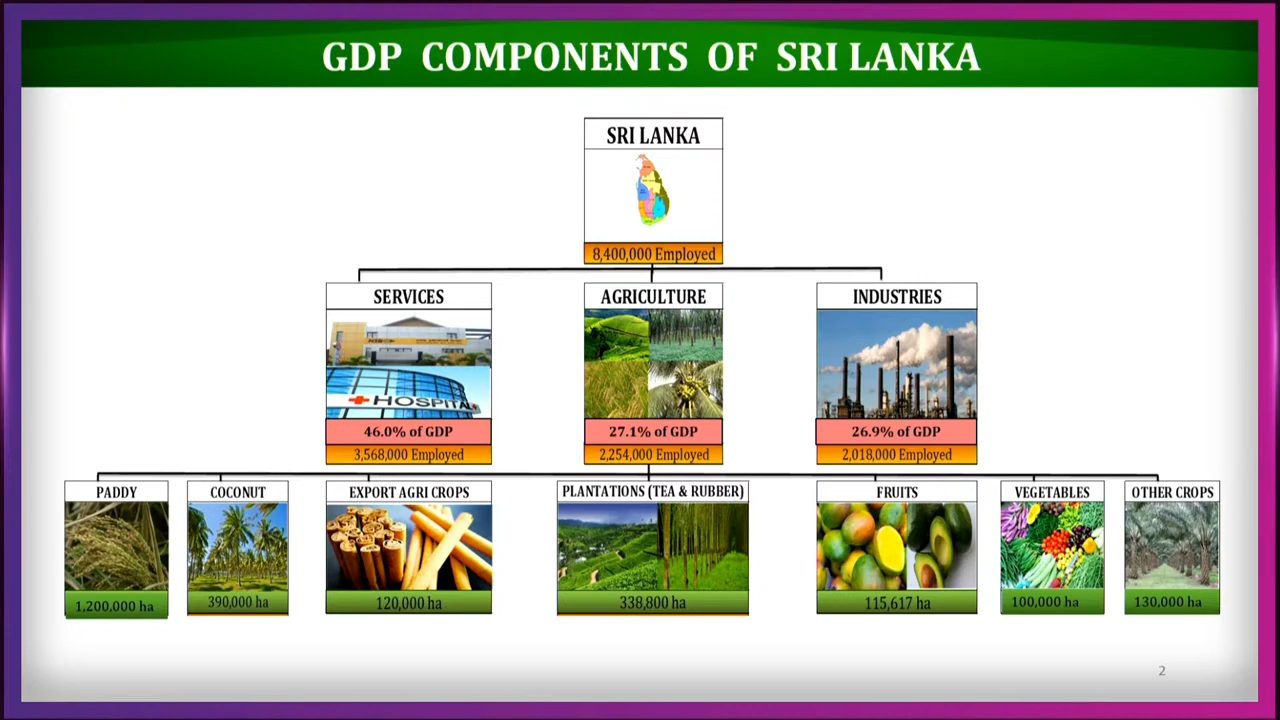 GDP COMPONENTS OF SRI LANKA
SRI LANKA
8,400,000 Employed
SERVICES
HOSPITAL
46.0% of GDP
3,568,000 Employed
AGRICULTURE
27.1% of GDP
2,254,000 Employed
INDUSTRIES
26.9% of GDP
2,018,000 Employed
PADDY
1,200,000 ha
COCONUT
390,000 ha
EXPORT AGRI CROPS
120,000 ha
PLANTATIONS (TEA & RUBBER)
338,800 ha
FRUITS
115,617 ha
VEGETABLES
100,000 ha
OTHER CROPS
130,000 ha
2